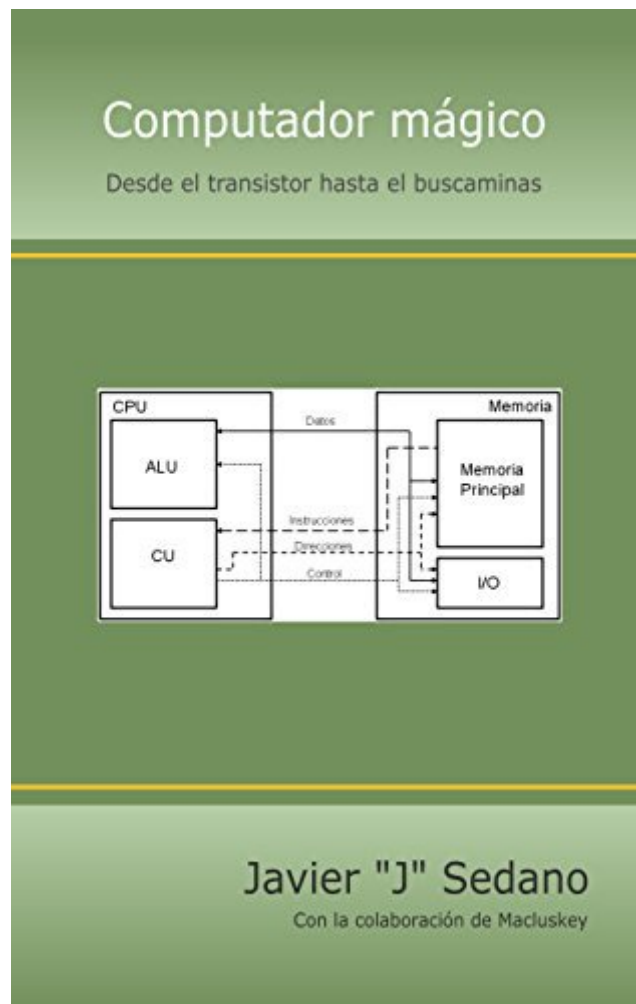 Computador mágico
Desde el transistor hasta el buscaminas
CPU
Memoria
Datos
ALU
Memoria
Principal
Instrucciones
Direcciones
CU
Control
I/O
Javier "J" Sedano
Con la colaboración de Macluskey